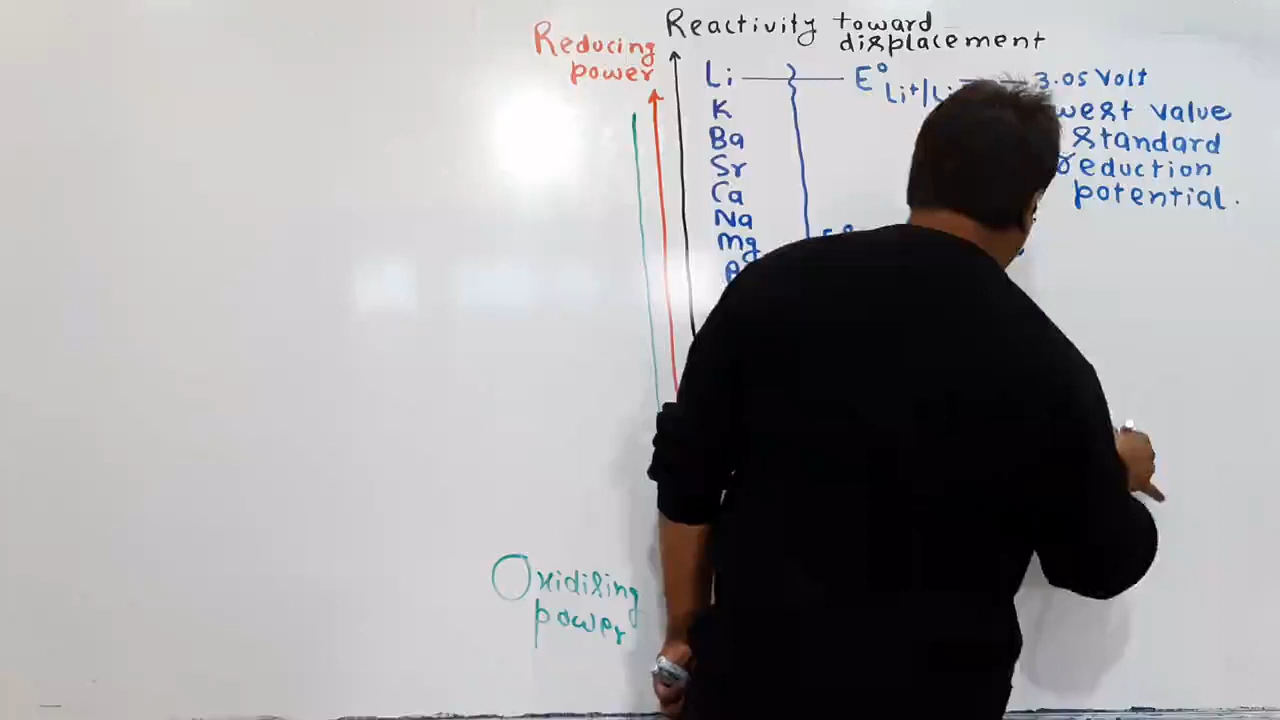 Reactivity toward
displacement
Reducing
power
Li E° Li+/Li 3.05 Volt
K
Ba standard
Sr reduction
Ca potential.
Na
Mg
Oxidising
power
value